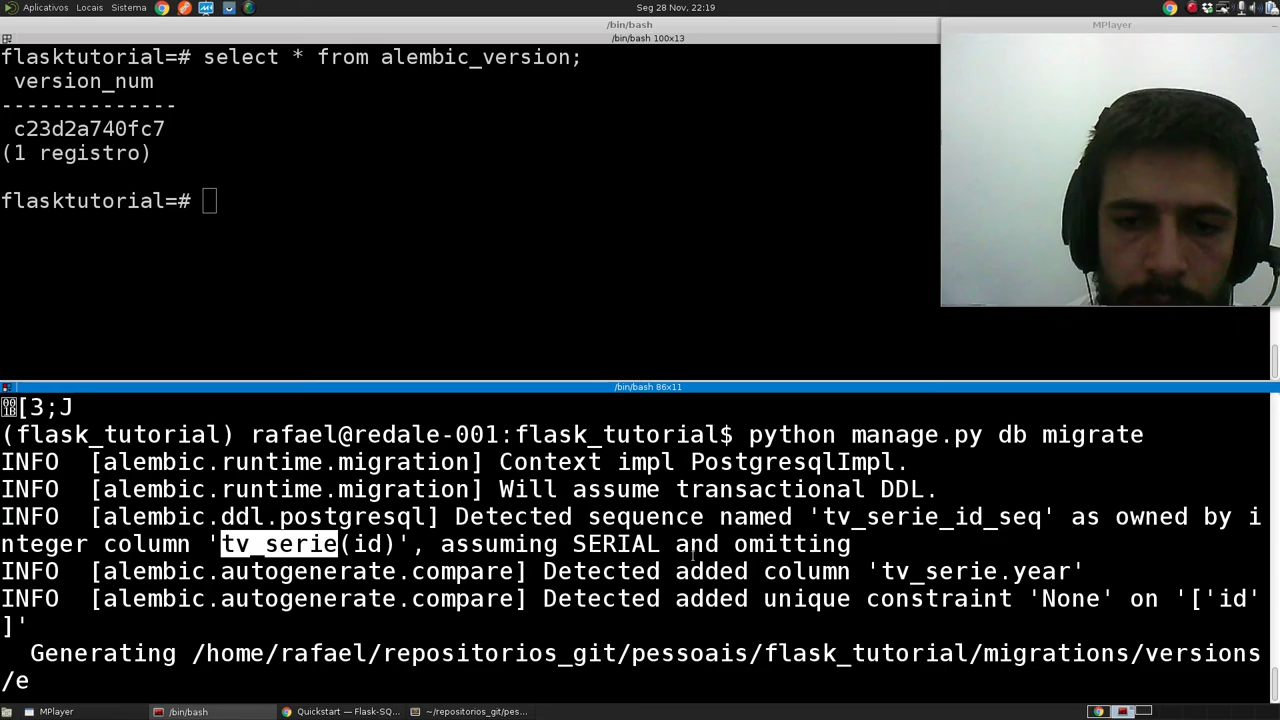 Aplicativos Locais Sistema Seg 28 Nov, 22:19
/bin/bash MPlayer
/bin/bash 100x13
flasktutorial=# select * from alembic_version;
version_num
--------------
c23d2a740fc7
(1 registro)
flasktutorial=#
/bin/bash 86x11
[3;J
(flask_tutorial) rafael@redale-001:flask_tutorial$ python manage.py db migrate
INFO [alembic.runtime.migration] Context impl PostgresqlImpl.
INFO [alembic.runtime.migration] Will assume transactional DDL.
INFO [alembic.ddl.postgresql] Detected sequence named 'tv_serie_id_seq' as owned by i
nteger column 'tv_serie(id)', assuming SERIAL and omitting
INFO [alembic.autogenerate.compare] Detected added column 'tv_serie.year'
INFO [alembic.autogenerate.compare] Detected added unique constraint 'None' on '['id'
]'
Generating /home/rafael/repositorios_git/pessoais/flask_tutorial/migrations/versions
/e
MPlayer /bin/bash Quickstart — Flask-SQ... ~/repositorios_git/pes...